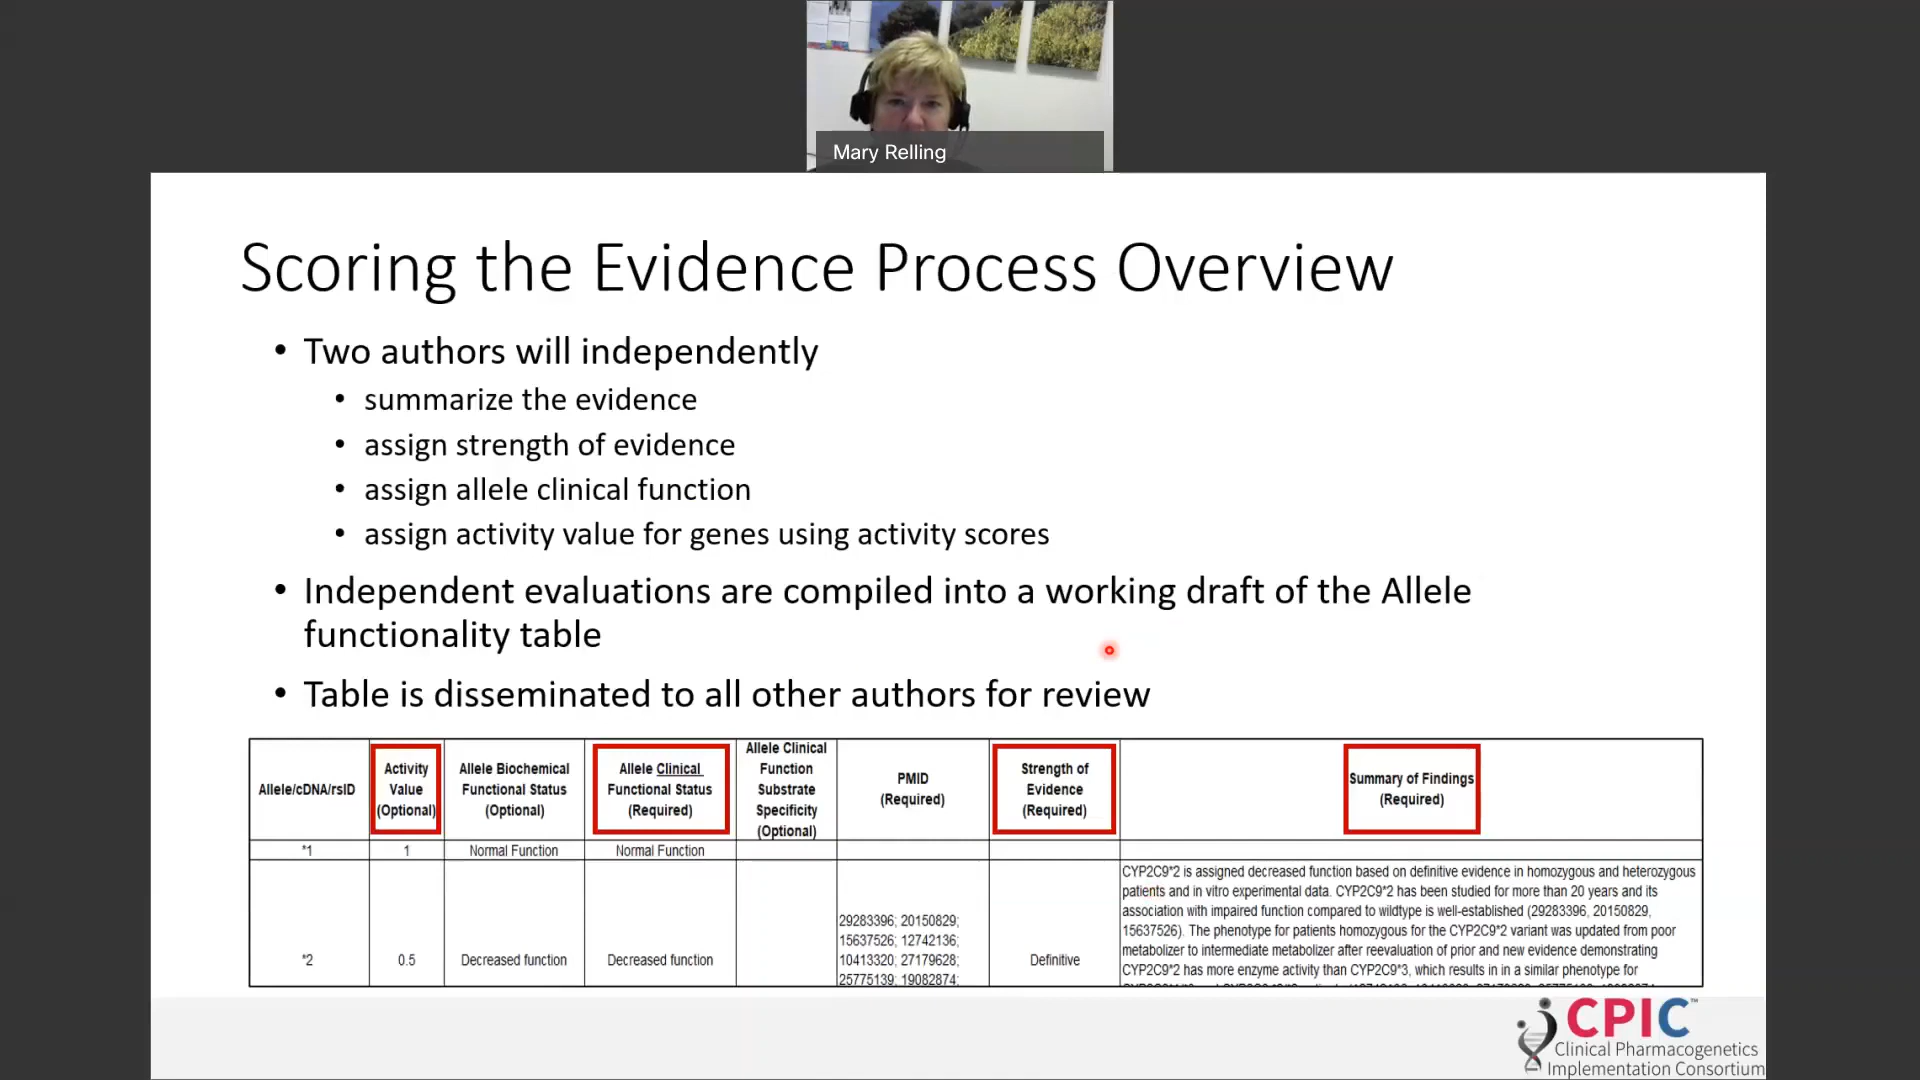 Mary Relling
Scoring the Evidence Process Overview
• Two authors will independently
• summarize the evidence
• assign strength of evidence
• assign allele clinical function
• assign activity value for genes using activity scores
• Independent evaluations are compiled into a working draft of the Allele
functionality table
• Table is disseminated to all other authors for review
Allele/cDNA/rsID
Activity
Value
(Optional)
Allele Biochemical
Functional Status
(Optional)
Allele Clinical
Functional Status
(Required)
Allele Clinical
Function
Substrate
Specificity
(Optional)
PMID
(Required)
Strength of
Evidence
(Required)
Summary of Findings
(Required)
*1
1
Normal Function
Normal Function
*2
0.5
Decreased function
Decreased function
29283396; 20150829;
15637526; 12742136;
10413320; 27179628;
25775139; 19082874;
Definitive
CYP2C9*2 is assigned decreased function based on definitive evidence in homozygous and heterozygous
patients and in vitro experimental data. CYP2C9*2 has been studied for more than 20 years and its
association with impaired function compared to wildtype is well-established (29283396, 20150829,
15637526). The phenotype for patients homozygous for the CYP2C9*2 variant was updated from poor
metabolizer to intermediate metabolizer after reevaluation of prior and new evidence demonstrating
CYP2C9*2 has more enzyme activity than CYP2C9*3, which results in in a similar phenotype for
CPIC™
Clinical Pharmacogenetics
Implementation Consortium